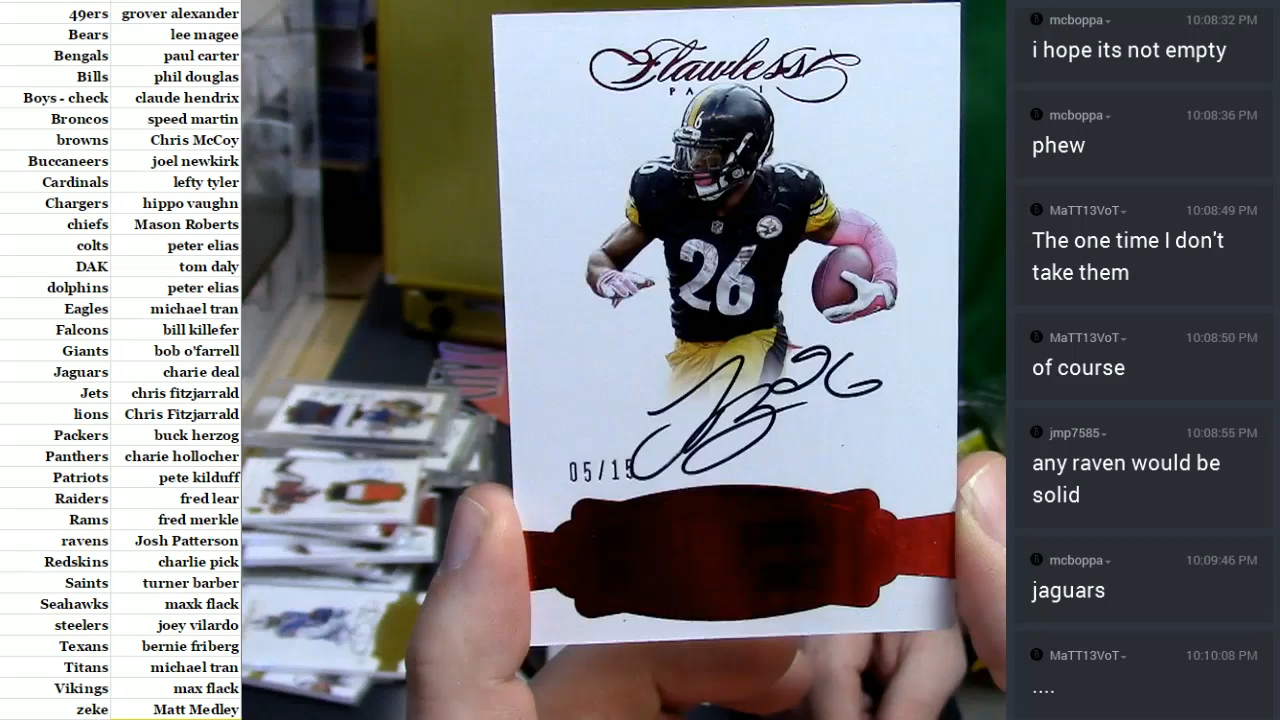 49ers grover alexander
Bears lee magee
Bengals paul carter
Bills phil douglas
Boys - check claude hendrix
Broncos speed martin
browns Chris McCoy
Buccaneers joel newkirk
Cardinals lefty tyler
Chargers hippo vaughn
chiefs Mason Roberts
colts peter elias
DAK tom daly
dolphins peter elias
Eagles michael tran
Falcons bill killefer
Giants bob o'farrell
Jaguars charie deal
Jets chris fitzjarrald
lions Chris Fitzjarrald
Packers buck herzog
Panthers charie hollocher
Patriots pete kilduff
Raiders fred lear
Rams fred merkle
ravens Josh Patterson
Redskins charlie pick
Saints turner barber
Seahawks maxk flack
steelers joey vilardo
Texans bernie friberg
Titans michael tran
Vikings max flack
zeke Matt Medley
Flawless
26
26
26
05/15
mcboppa 10:08:32 PM
i hope its not empty
mcboppa 10:08:36 PM
phew
MaTT13VoT 10:08:49 PM
The one time I don't
take them
MaTT13VoT 10:08:50 PM
of course
jmp7585 10:08:55 PM
any raven would be
solid
mcboppa 10:09:46 PM
jaguars
MaTT13VoT 10:10:08 PM
....